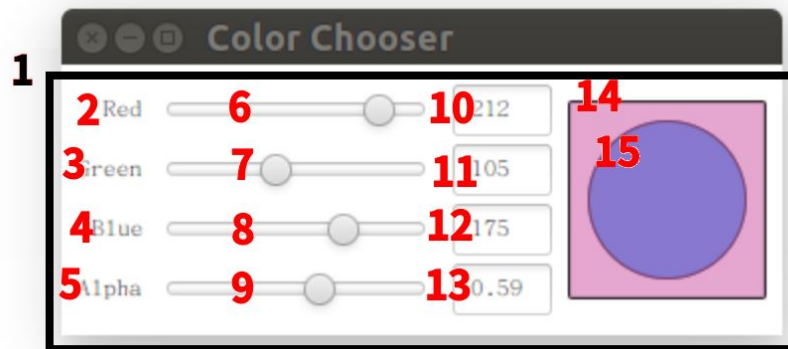 Color Chooser
1
2 Red 6 10 212 14
3 Green 7 11 105 15
4 Blue 8 12 175
5 Alpha 9 13 0.59